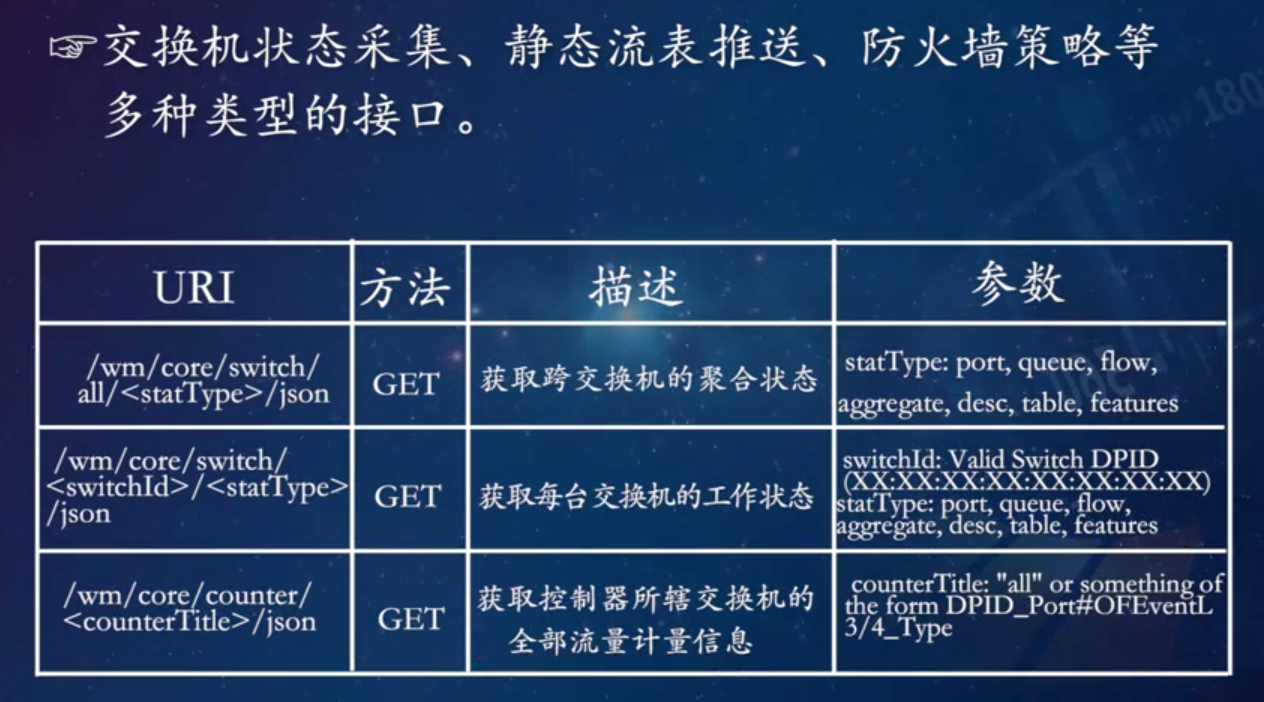 ☞交换机状态采集、静态流表推送、防火墙策略等
多种类型的接口。
URI
方法
描述
参数
/wm/core/switch/
all/<statType>/json
GET
获取跨交换机的聚合状态
statType: port, queue, flow,
aggregate, desc, table, features
/wm/core/switch/
<switchId>/<statType>
/json
GET
获取每台交换机的工作状态
switchId: Valid Switch DPID
(XX:XX:XX:XX:XX:XX:XX:XX)
statType: port, queue, flow,
aggregate, desc, table, features
/wm/core/counter/
<counterTitle>/json
GET
获取控制器所辖交换机的
全部流量计量信息
counterTitle: "all" or something of
the form DPID_Port#OFEventL
3/4_Type